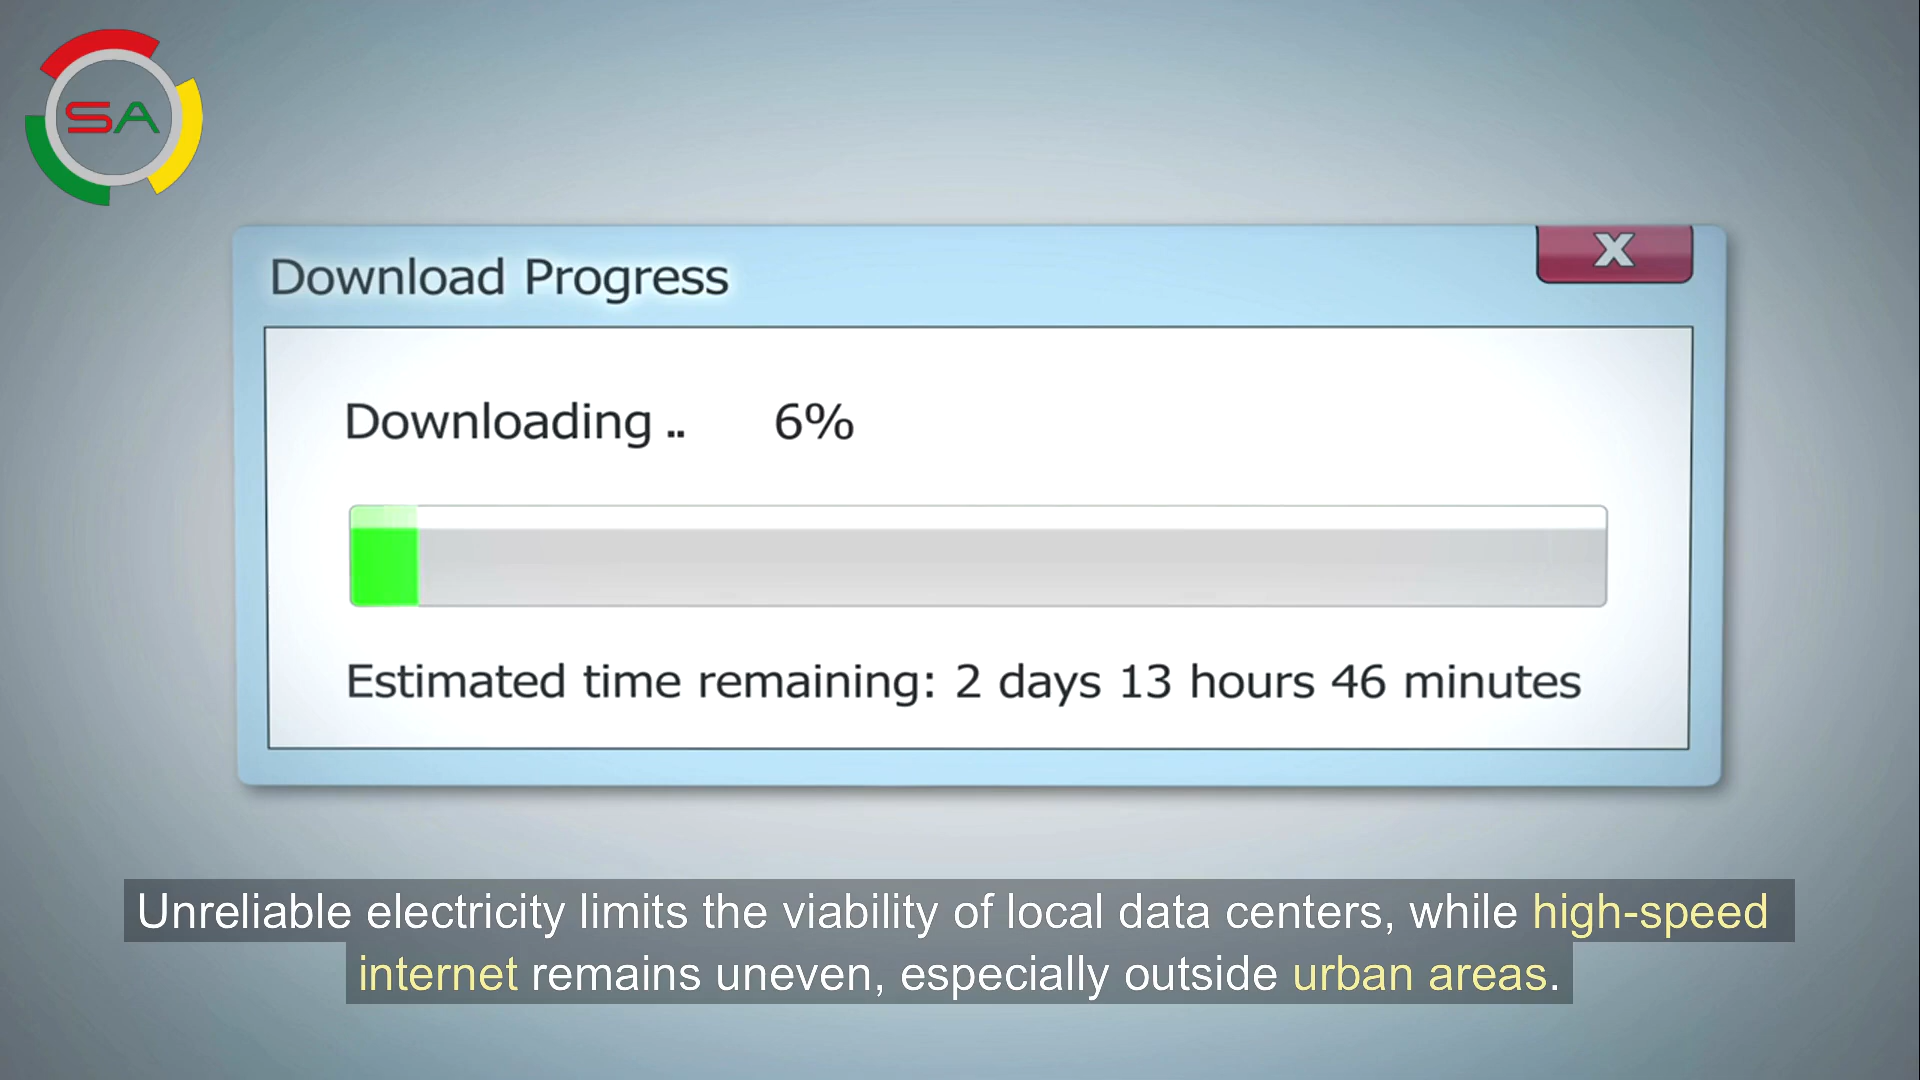 SA
Download Progress
X
Downloading .. 6%
Estimated time remaining: 2 days 13 hours 46 minutes
Unreliable electricity limits the viability of local data centers, while high-speed
internet remains uneven, especially outside urban areas.